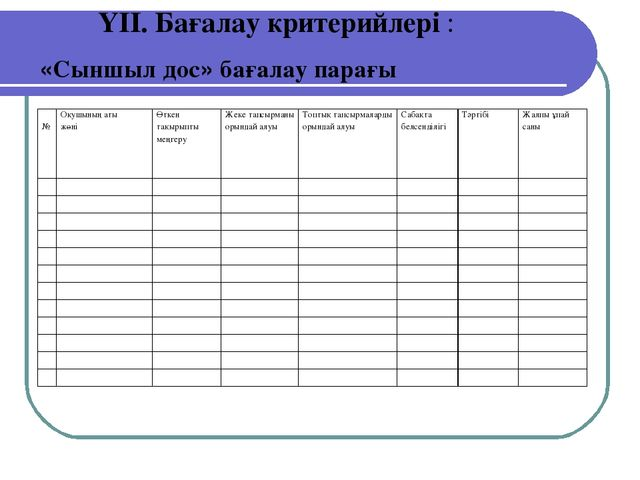 ҮІІ. Бағалау критерийлері :
«Сыншыл дос» бағалау парағы
№
Оқушының аты
жөні
Өткен
тақырыпты
меңгеру
Жеке тапсырманы
орындай алуы
Топтық тапсырмаларды
орындай алуы
Сабақта
белсенділігі
Тәртібі
Жалпы ұпай
саны